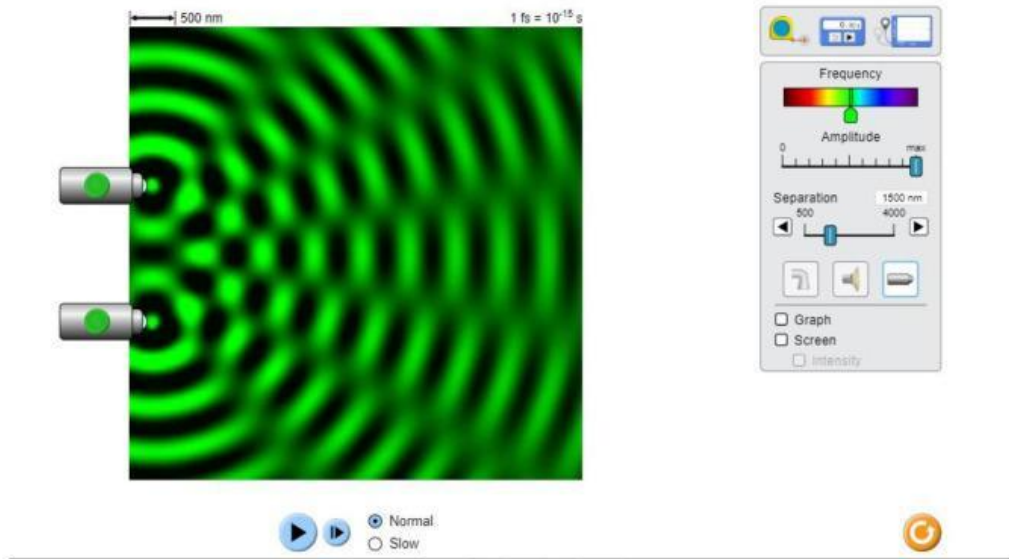 500 nm
1 fs = 10⁻¹⁵ s
Frequency
Amplitude
0 max
Separation 1500 nm
500 4000
Graph
Screen
Intensity
Normal
Slow